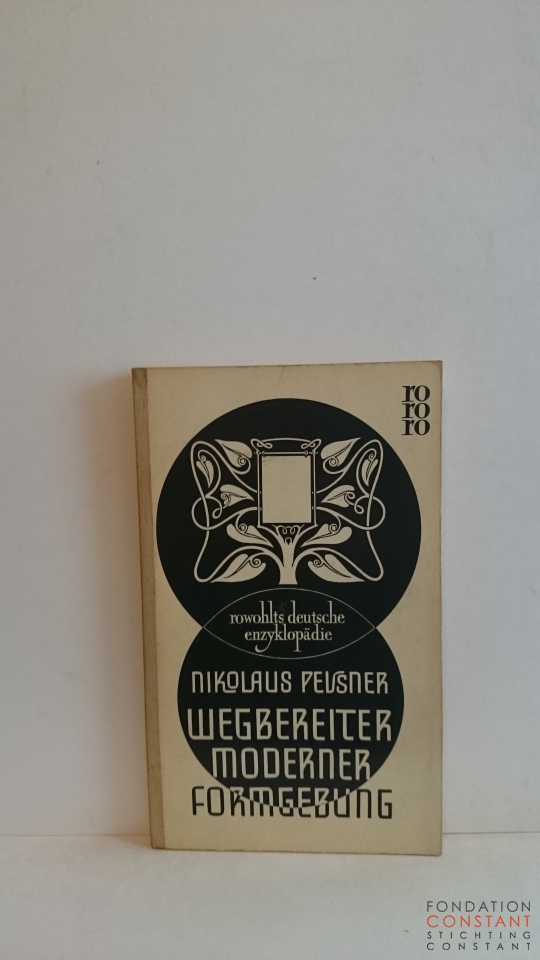 ro
ro
ro
rowohlts deutsche
enzyklopädie
NIKOLAUS PEVSNER
WEGBEREITER
MODERNER
FORMGEBUNG
FONDATION
CONSTANT
STICHTING
CONSTANT